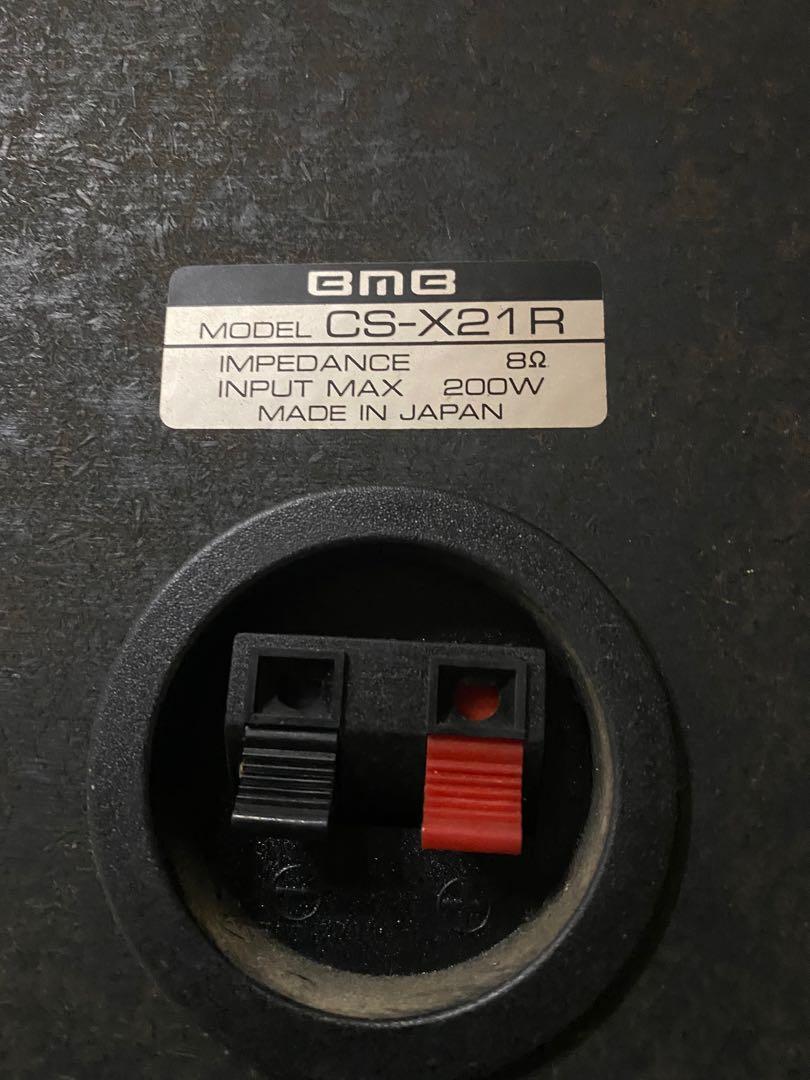 BMB
MODEL CS-X21R
IMPEDANCE 8Ω
INPUT MAX 200W
MADE IN JAPAN
⊖ ⊕